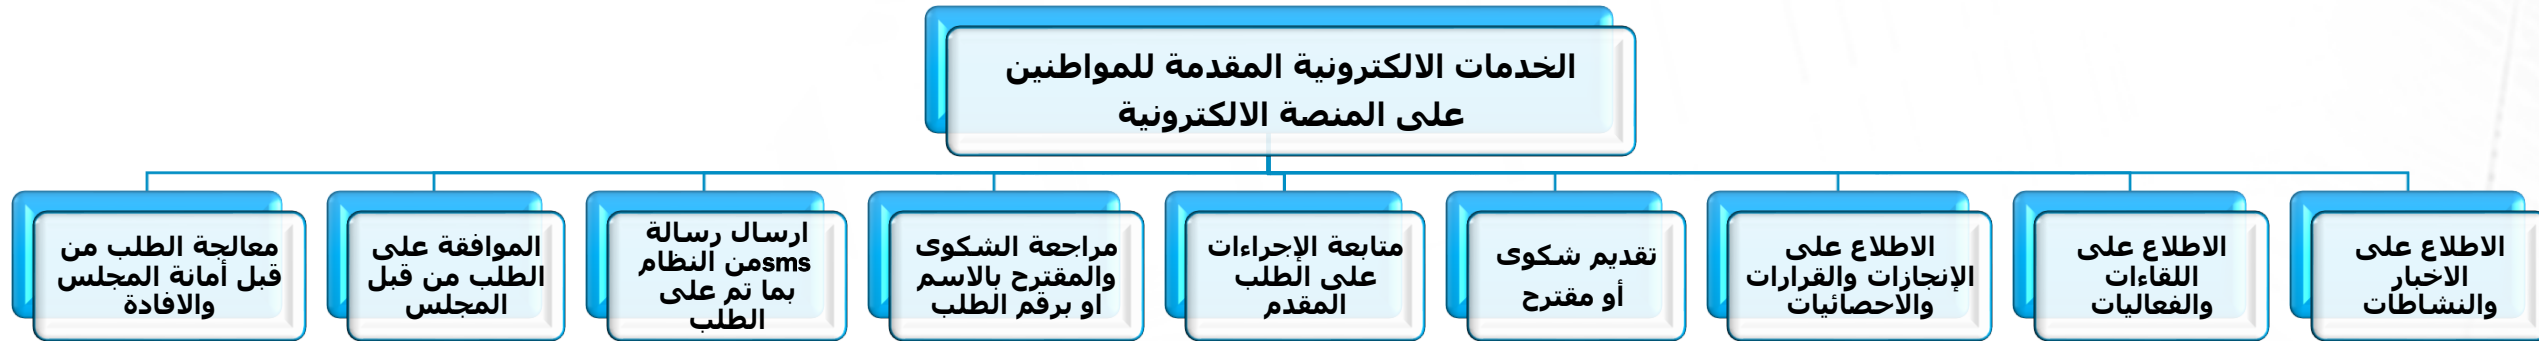 الخدمات الالكترونية المقدمة للمواطنين
على المنصة الالكترونية
الاطلاع على
الاخبار
والنشاطات
الاطلاع على
اللقاءات
والفعاليات
الاطلاع على
الإنجازات والقرارات
والاحصائيات
تقديم شكوى
أو مقترح
متابعة الإجراءات
على الطلب
المقدم
مراجعة الشكوى
والمقترح بالاسم
او برقم الطلب
ارسال رسالة
smsمن النظام
بما تم على
الطلب
الموافقة على
الطلب من قبل
المجلس
معالجة الطلب من
قبل أمانة المجلس
والافادة